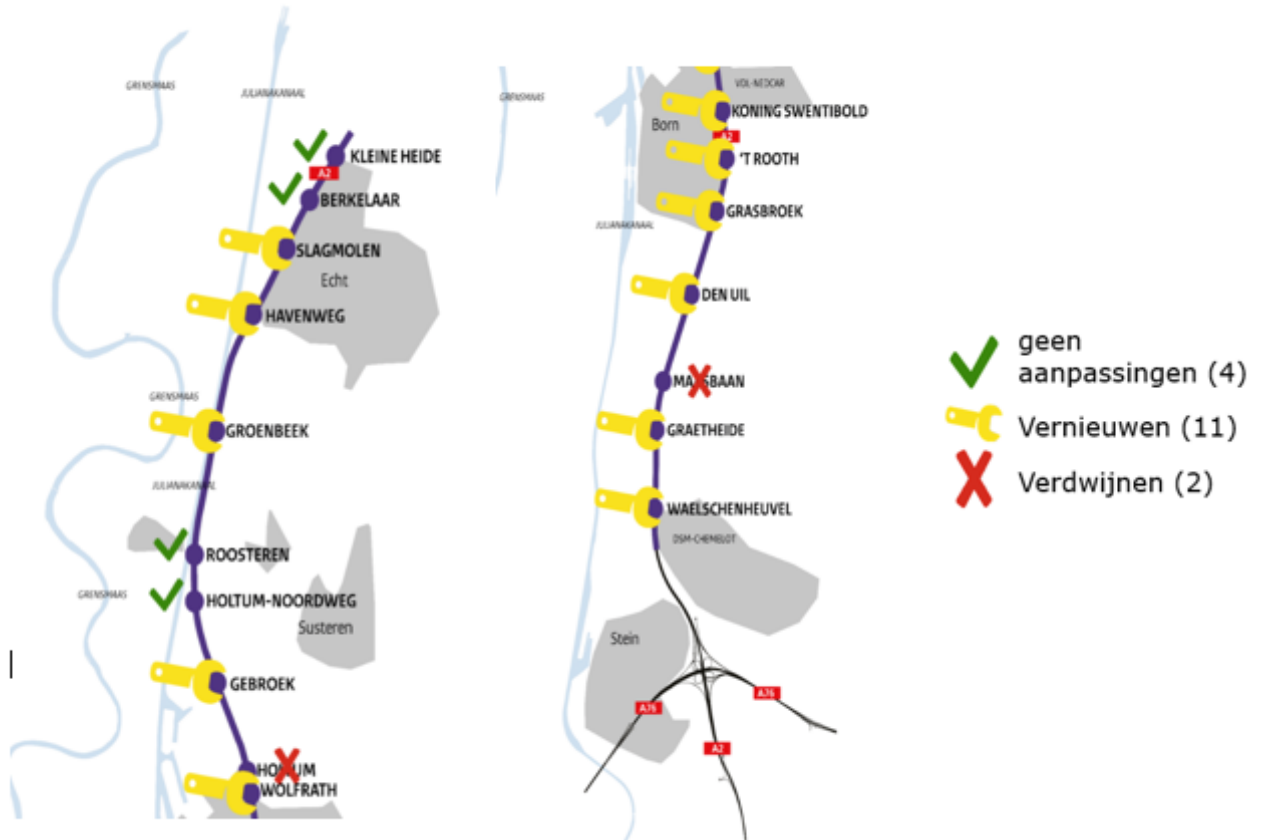 GRENSMAAS
JULIANAKANAAL
KLEINE HEIDE
A2
BERKELAAR
SLAGMOLEN
Echt
HAVENWEG
GRENSMAAS
GROENBEEK
JULIANAKANAAL
ROOSTEREN
GRENSMAAS
HOLTUM-NOORDWEG
Susteren
GEBROEK
HOLTUM
WOLFRATH
VDL-NEDCAR
GRENSMAAS
KONING SWENTIBOLD
Born
A2
'T ROOTH
GRASBROEK
JULIANAKANAAL
DEN UIL
MAASBAAN
GRAETHEIDE
WAELSCHENHEUVEL
DSM-CHEMELOT
Stein
A76
A76
A2
geen
aanpassingen (4)
Vernieuwen (11)
Verdwijnen (2)